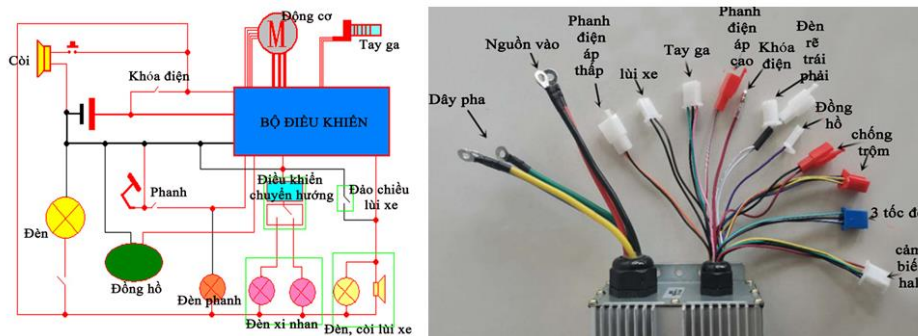 Động cơ
M
Tay ga
Còi
Khóa điện
BỘ ĐIỀU KHIỂN
Phanh
Điều khiển
chuyển hướng
Đảo chiều
lùi xe
Đèn
Đồng hồ
Đèn phanh
Đèn xi nhan
Đèn, còi lùi xe
Nguồn vào
Dây pha
Phanh
điện
áp
thấp
lùi xe
Tay ga
Phanh
điện
áp
cao
Khóa
điện
Đèn
rẽ
trái
phải
Đồng
hồ
chống
trộm
3 tốc đ
cảm
biế
hal